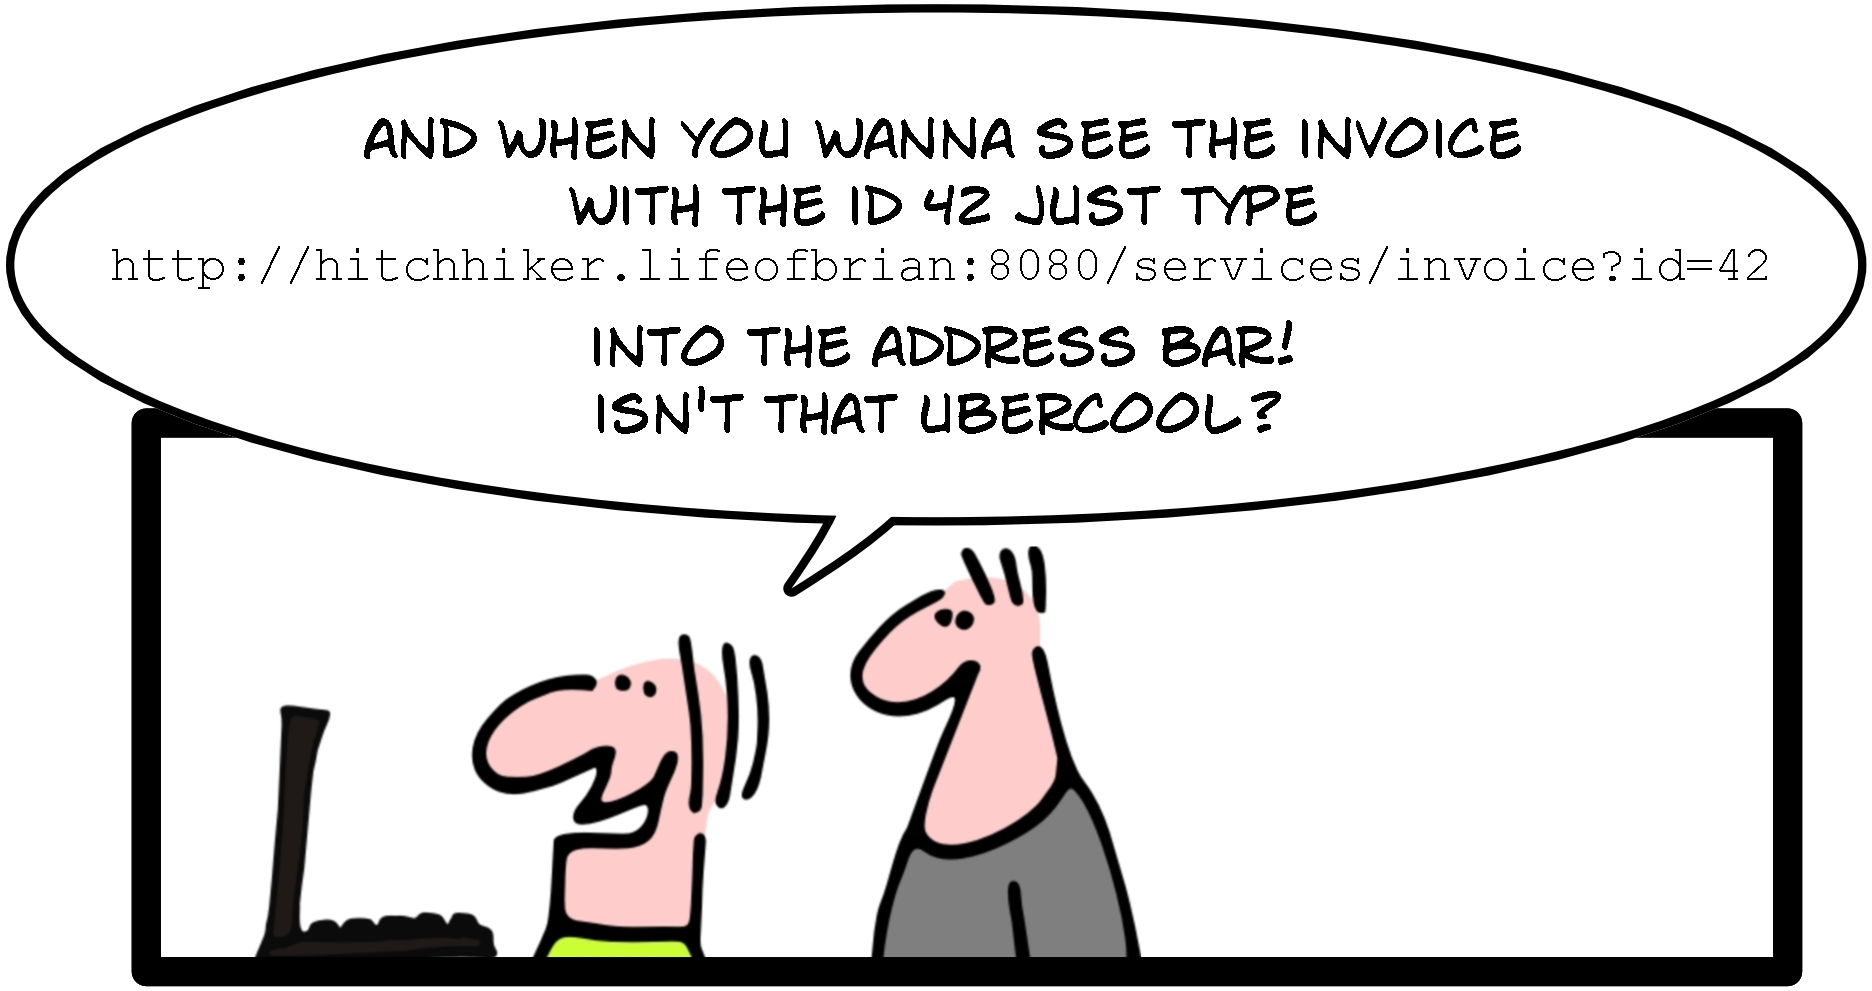 AND WHEN YOU WANNA SEE THE INVOICE
WITH THE ID 42 JUST TYPE
http://hitchhiker.lifeofbrian:8080/services/invoice?id=42
INTO THE ADDRESS BAR!
ISN'T THAT UBERCOOL?